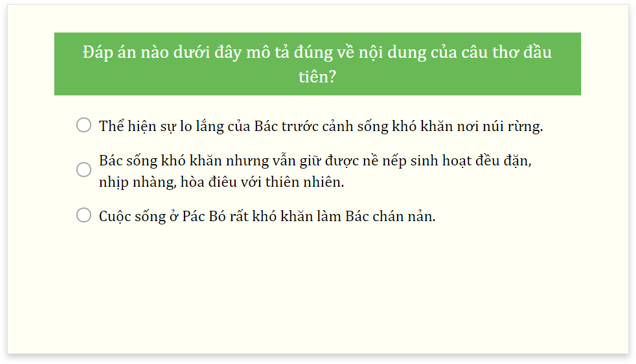 Đáp án nào dưới đây mô tả đúng về nội dung của câu thơ đầu
tiên?
Thể hiện sự lo lắng của Bác trước cảnh sống khó khăn nơi núi rừng.
Bác sống khó khăn nhưng vẫn giữ được nề nếp sinh hoạt đều đặn,
nhịp nhàng, hòa điêu với thiên nhiên.
Cuộc sống ở Pác Bó rất khó khăn làm Bác chán nản.